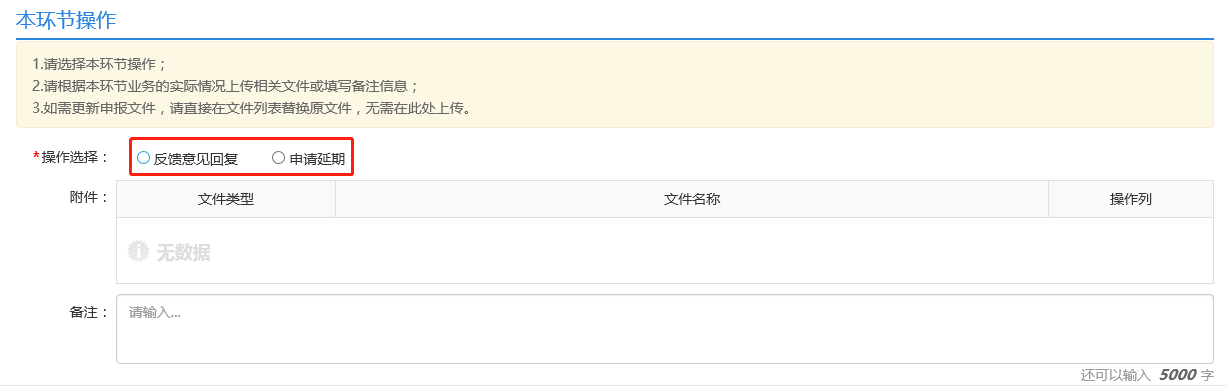 本环节操作
1.请选择本环节操作；
2.请根据本环节业务的实际情况上传相关文件或填写备注信息；
3.如需更新申报文件，请直接在文件列表替换原文件，无需在此处上传。
*操作选择： 反馈意见回复 申请延期
附件： 文件类型 文件名称 操作列
无数据
备注： 请输入...
还可以输入 5000 字